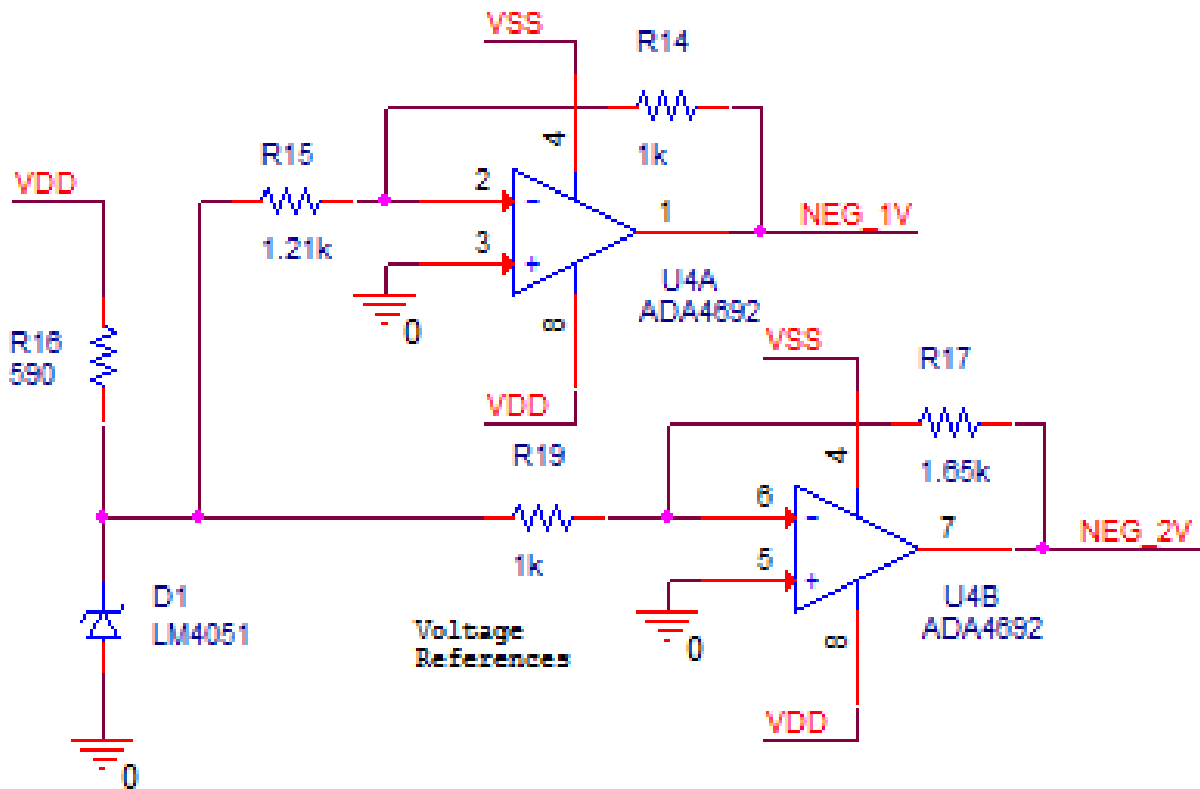 VSS
R14
4
1k
R15
VDD
2
-
1.21k
3
+
1
NEG_1V
U4A
ADA4692
0
8
VDD
R16
590
VSS
R17
R19
4
1.65k
6
-
1k
5
+
7
NEG_2V
U4B
ADA4692
0
8
VDD
D1
LM4051
Voltage
References
0